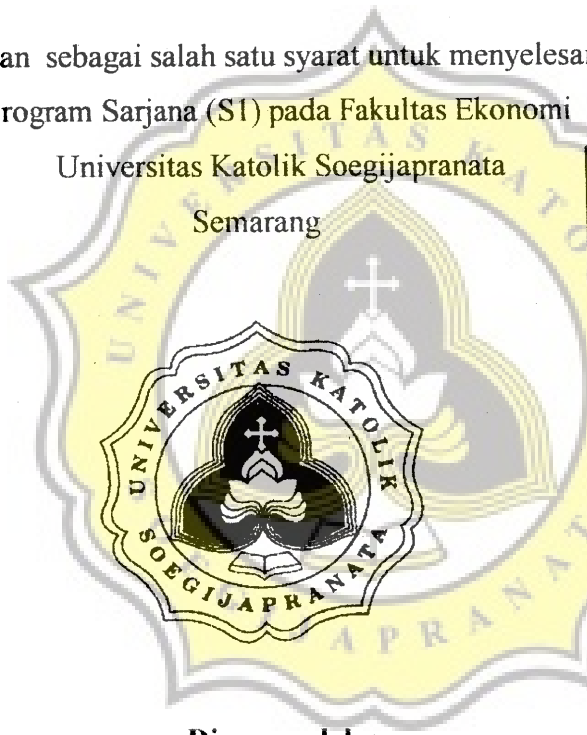 an sebagai salah satu syarat untuk menyelesai
rogram Sarjana (S1) pada Fakultas Ekonomi
Universitas Katolik Soegijapranata
Semarang
UNIVERSITAS KATOLIK
SOEGIJAPRANATA